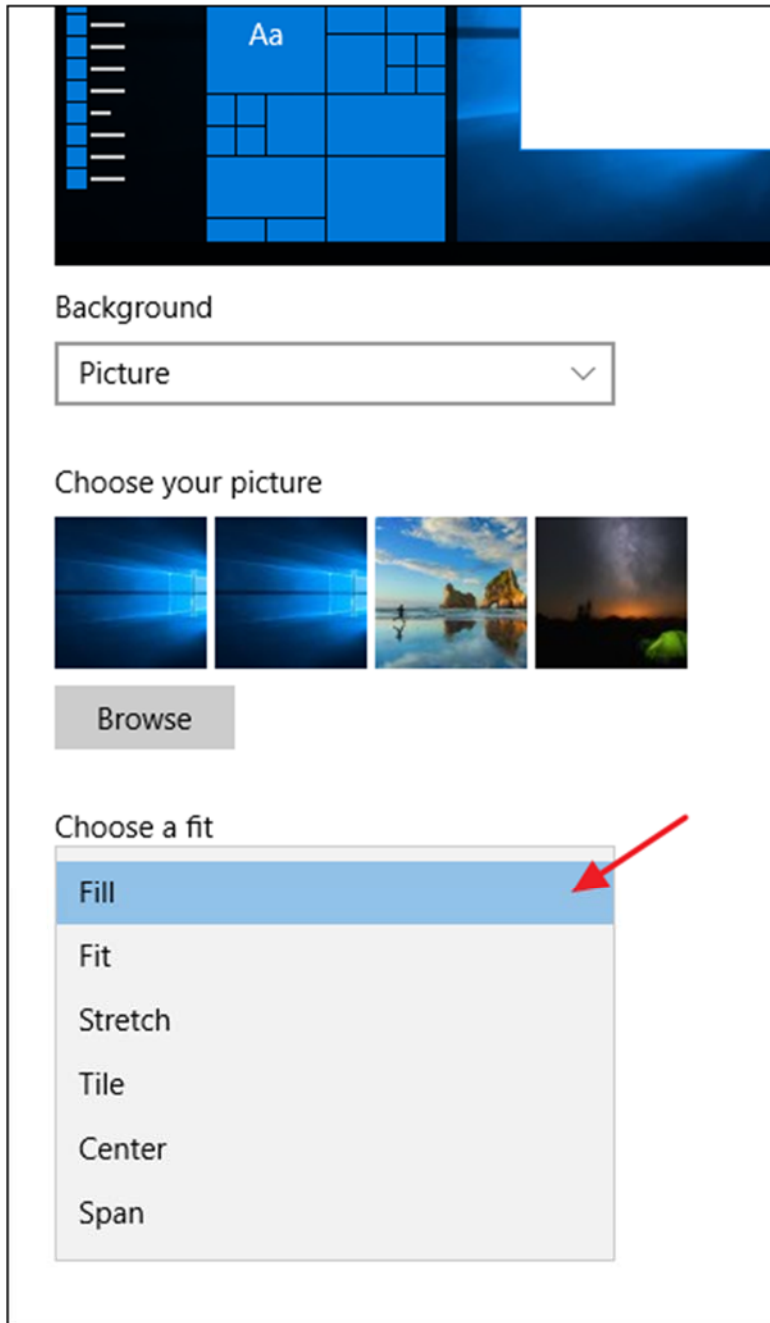 Aa
Background
Picture
Choose your picture
Browse
Choose a fit
Fill
Fit
Stretch
Tile
Center
Span